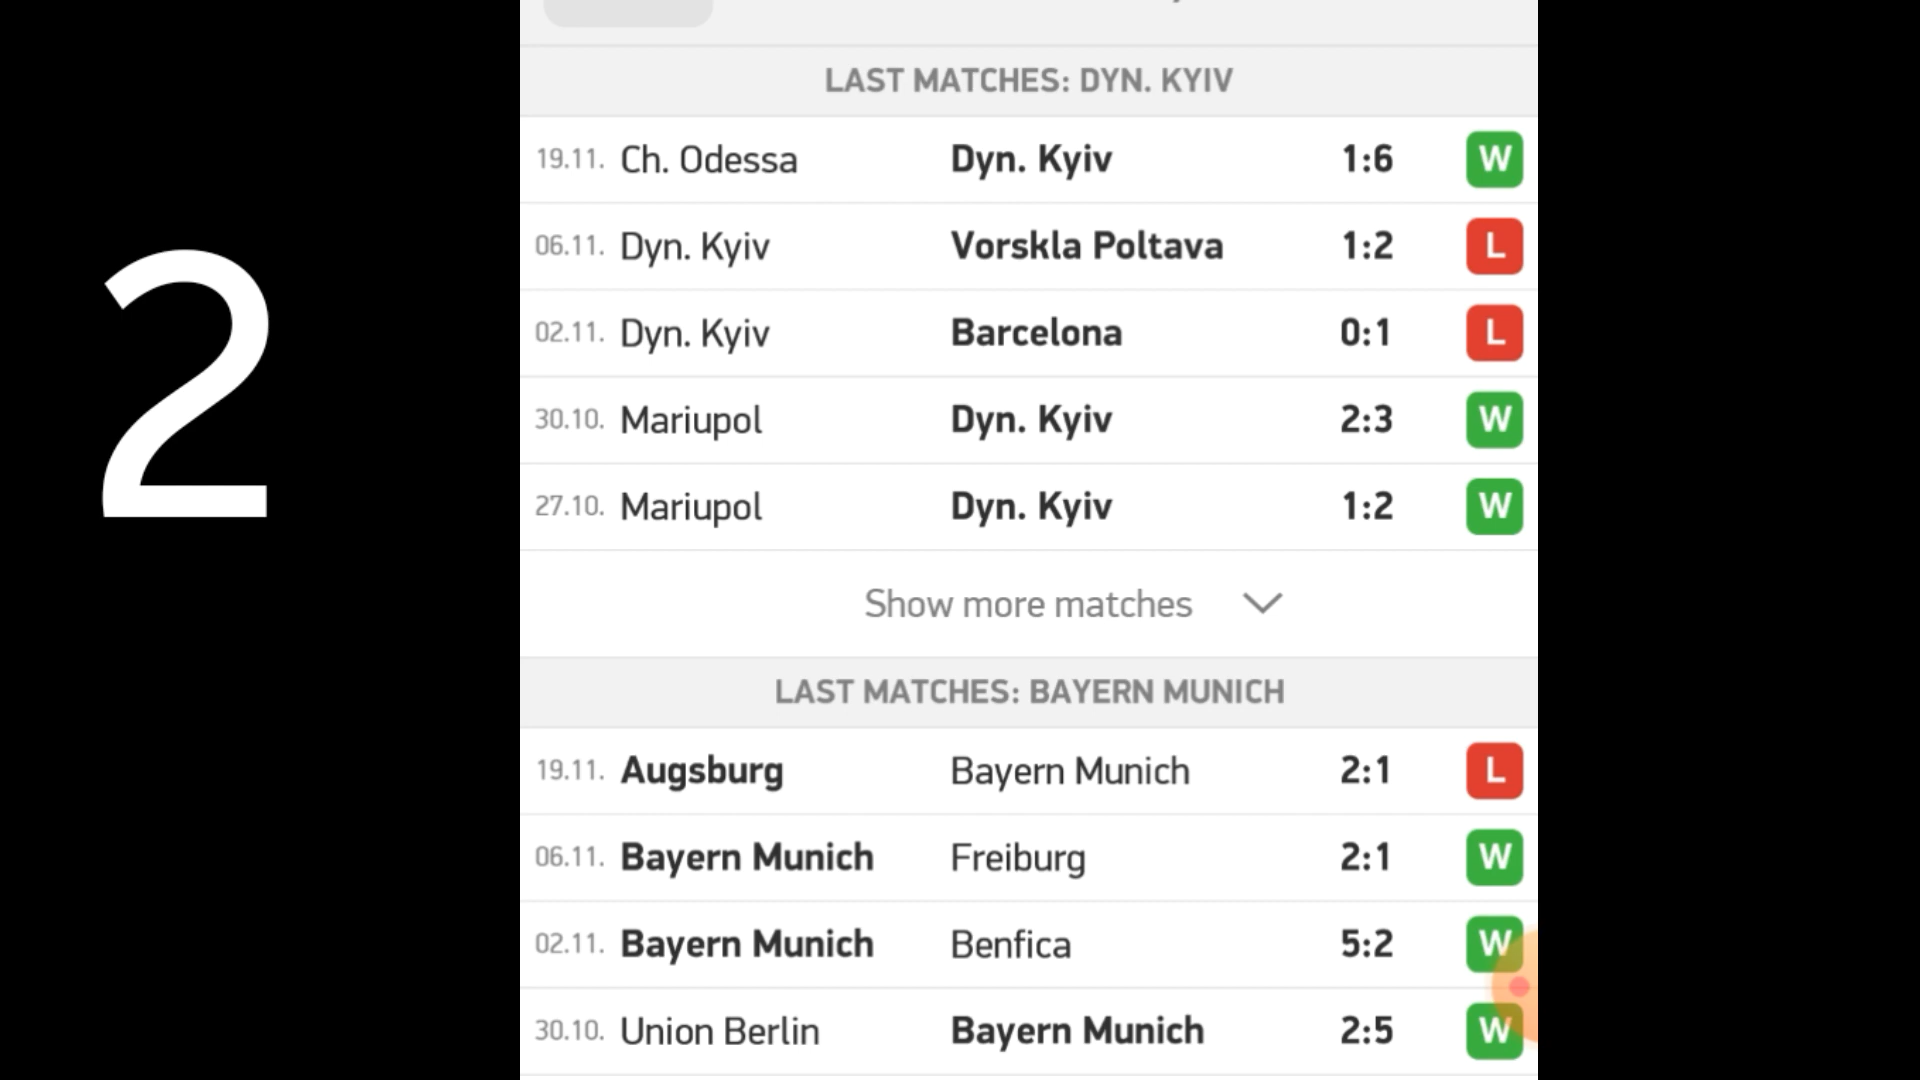 2
LAST MATCHES: DYN. KYIV
19.11. Ch. Odessa Dyn. Kyiv 1:6 W
06.11. Dyn. Kyiv Vorskla Poltava 1:2 L
02.11. Dyn. Kyiv Barcelona 0:1 L
30.10. Mariupol Dyn. Kyiv 2:3 W
27.10. Mariupol Dyn. Kyiv 1:2 W
Show more matches
LAST MATCHES: BAYERN MUNICH
19.11. Augsburg Bayern Munich 2:1 L
06.11. Bayern Munich Freiburg 2:1 W
02.11. Bayern Munich Benfica 5:2 W
30.10. Union Berlin Bayern Munich 2:5 W